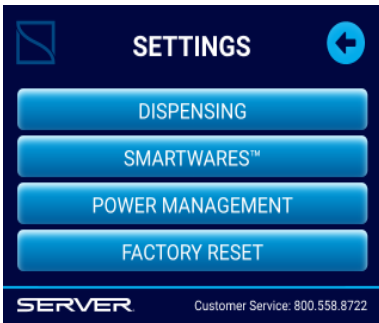 SETTINGS
DISPENSING
SMARTWARES™
POWER MANAGEMENT
FACTORY RESET
SERVER Customer Service: 800.558.8722